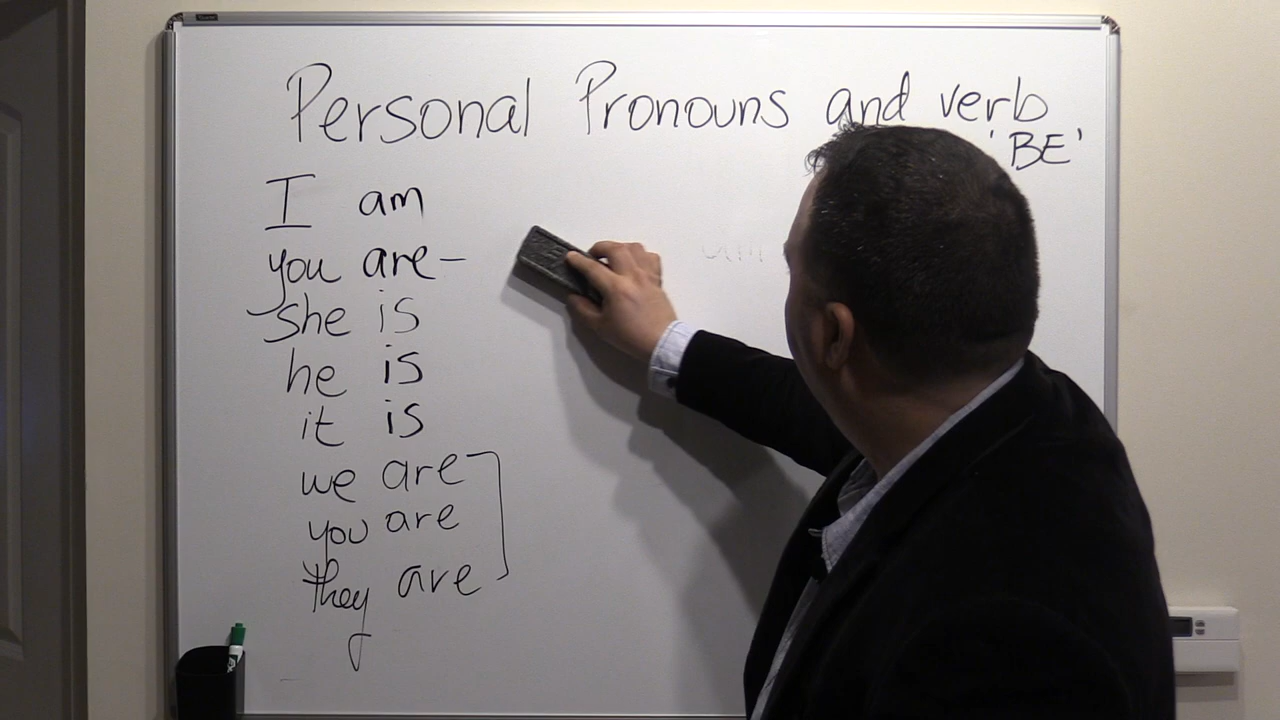 Personal Pronouns and verb
'BE'
I am
you are-
she is
he is
it is
we are
you are
they are